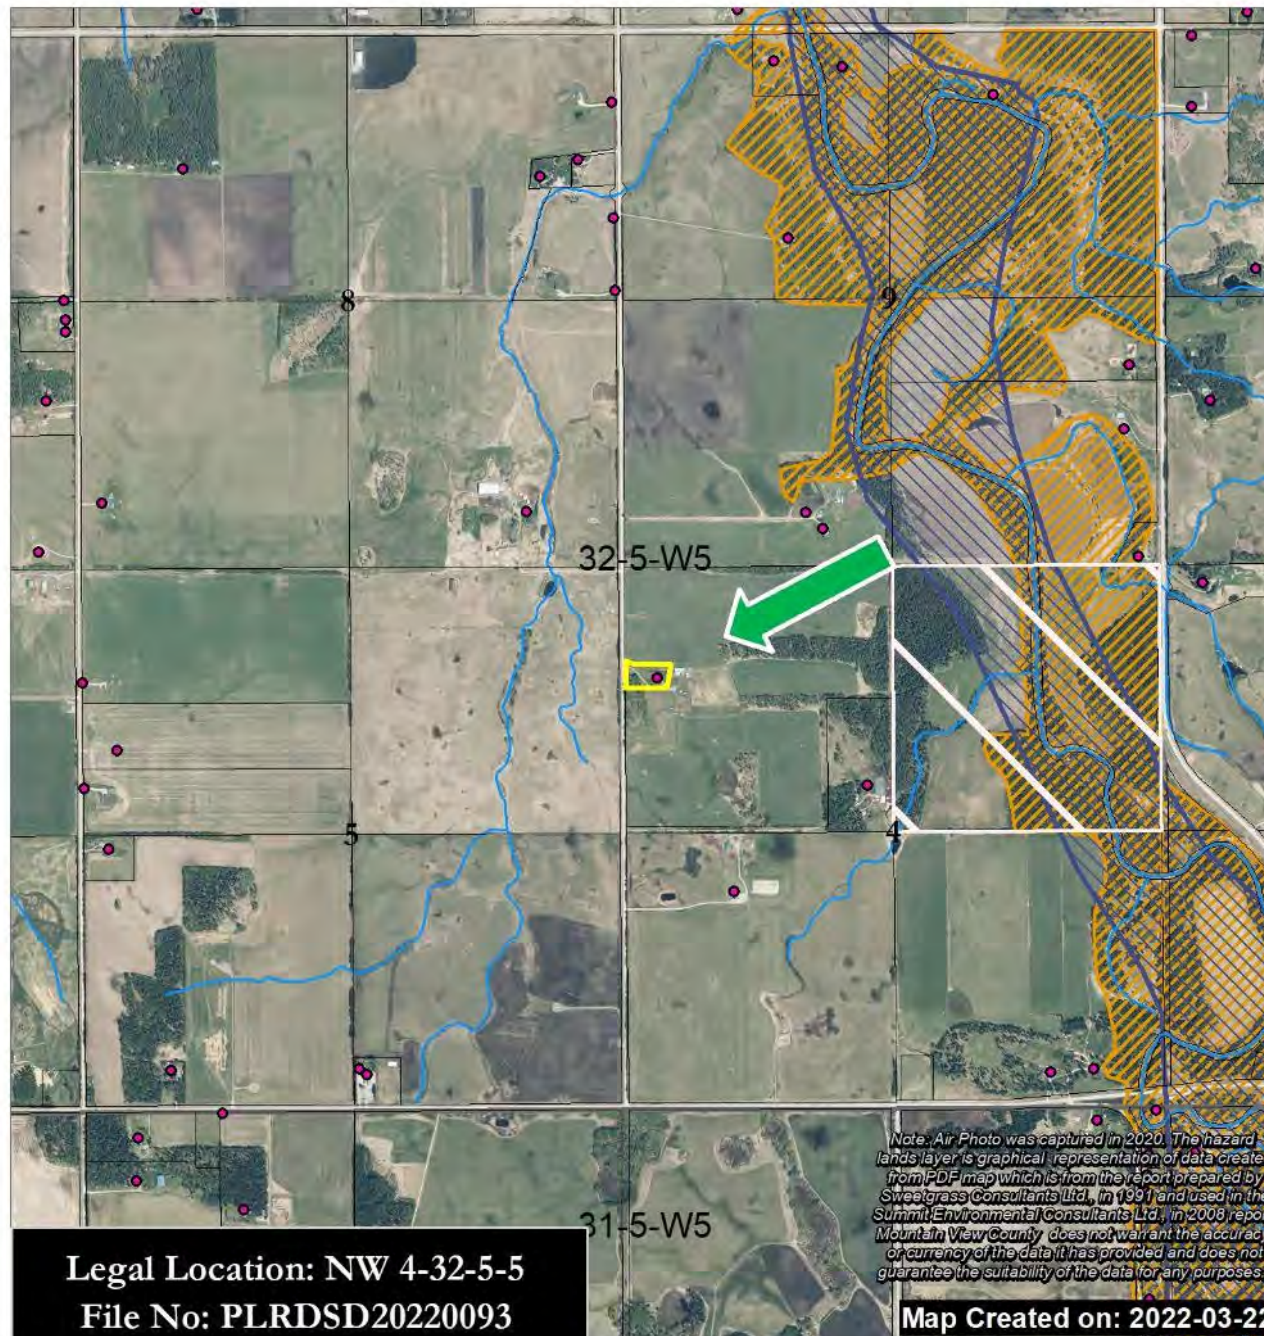 8
9
32-5-W5
5
4
Note: Air Photo was captured in 2020. The hazard
lands layer is graphical representation of data create
from PDF map which is from the report prepared by
Sweetgrass Consultants Ltd., in 1991 and used in the
Summit Environmental Consultants Ltd., in 2008 repor
Mountain View County does not warrant the accuracy
or currency of the data it has provided and does not
guarantee the suitability of the data for any purposes.
31-5-W5
Legal Location: NW 4-32-5-5
File No: PLRDSD20220093
Map Created on: 2022-03-22